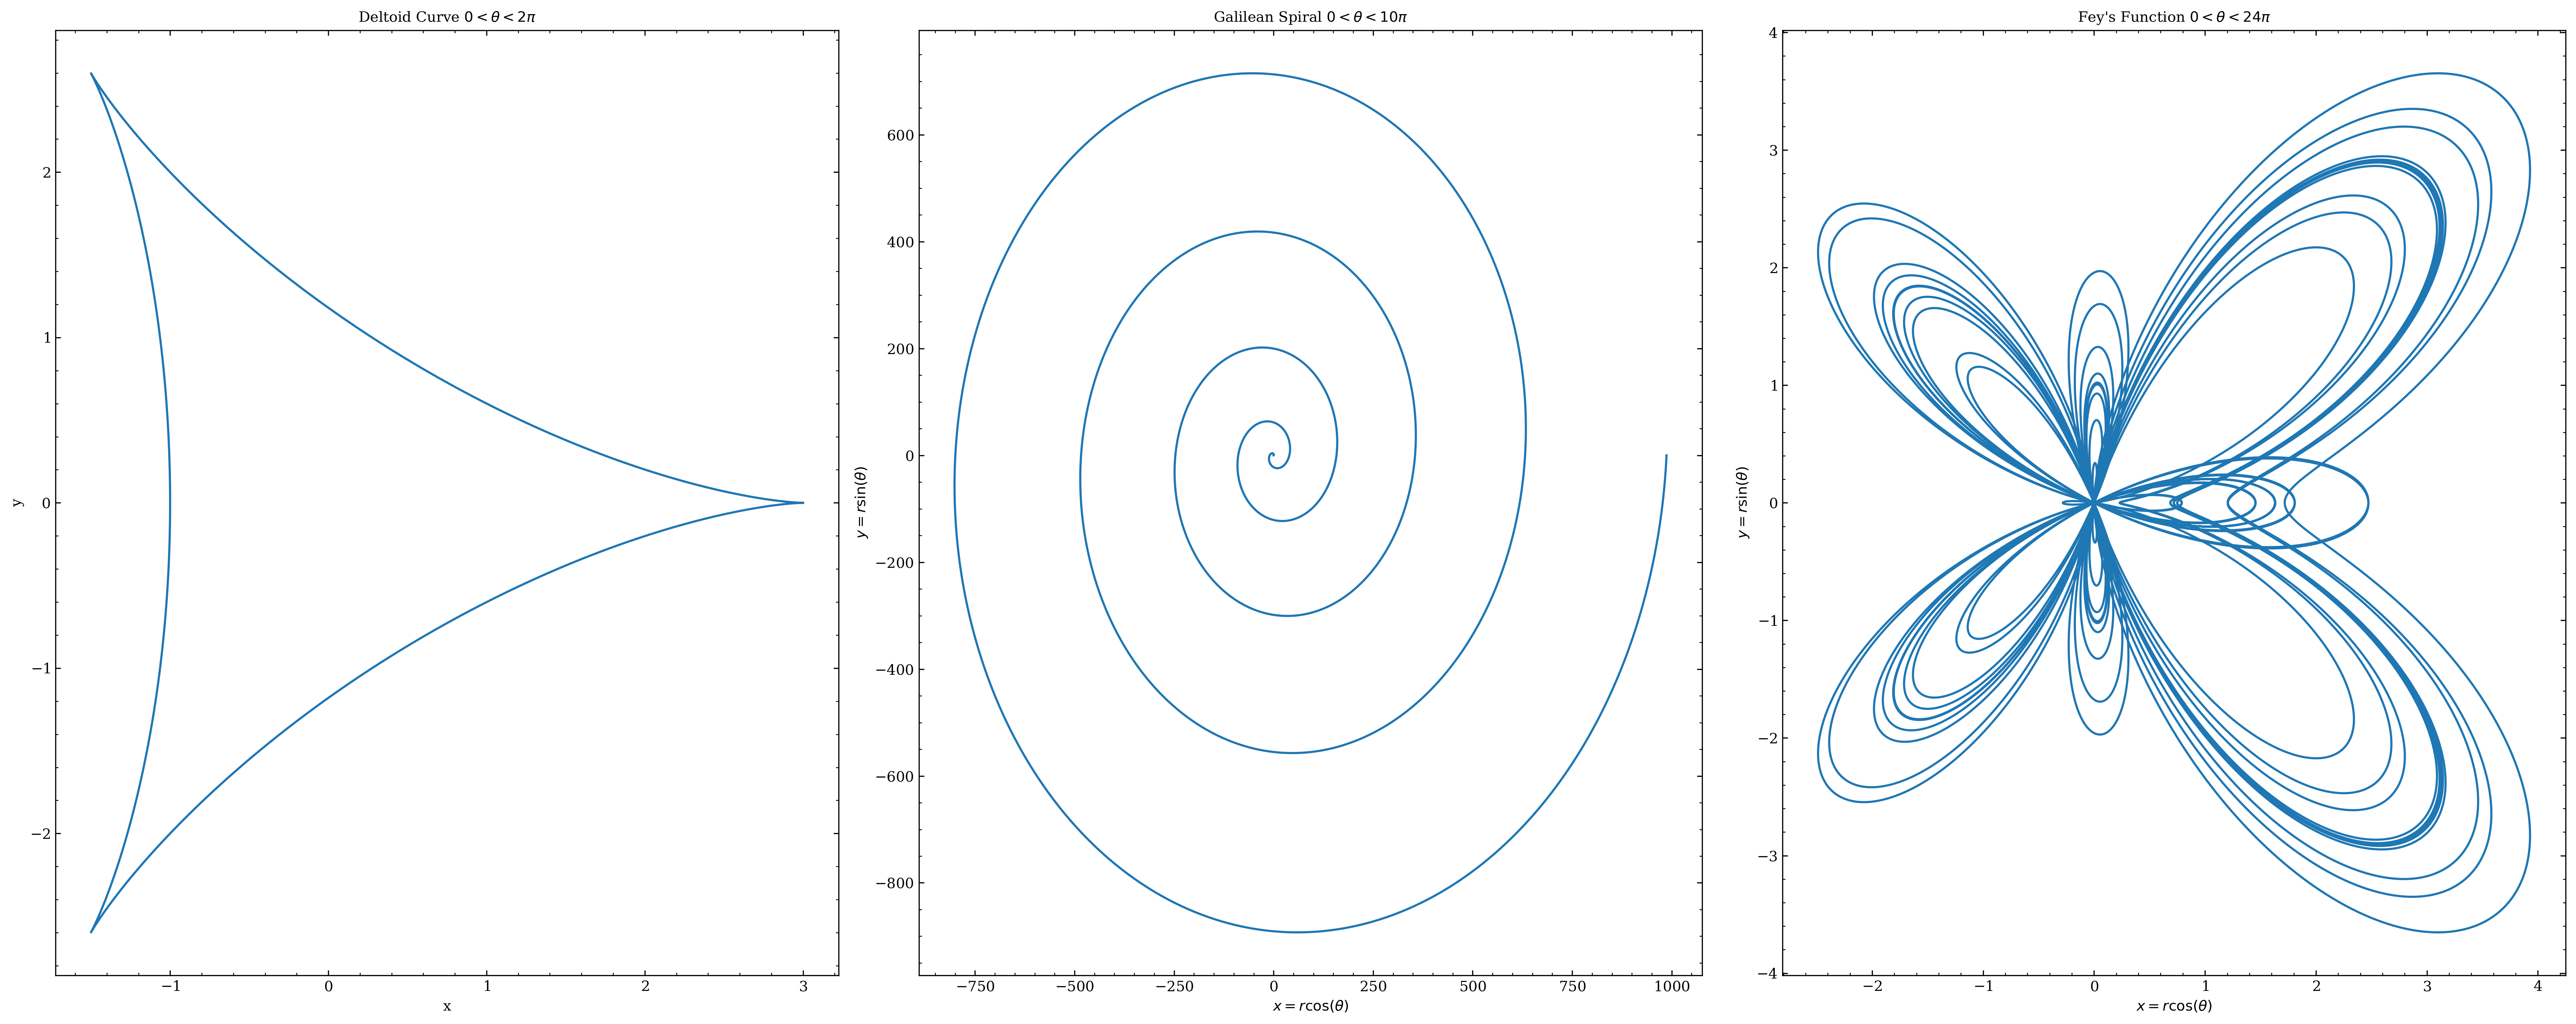 Deltoid Curve 0 < θ < 2π
2
1
0
−1
−2
y
−1 0 1 2 3
x
Galilean Spiral 0 < θ < 10π
600
400
200
0
−200
−400
−600
−800
y = r sin(θ)
−750 −500 −250 0 250 500 750 1000
x = r cos(θ)
Fey's Function 0 < θ < 24π
4
3
2
1
0
−1
−2
−3
−4
y = r sin(θ)
−2 −1 0 1 2 3 4
x = r cos(θ)